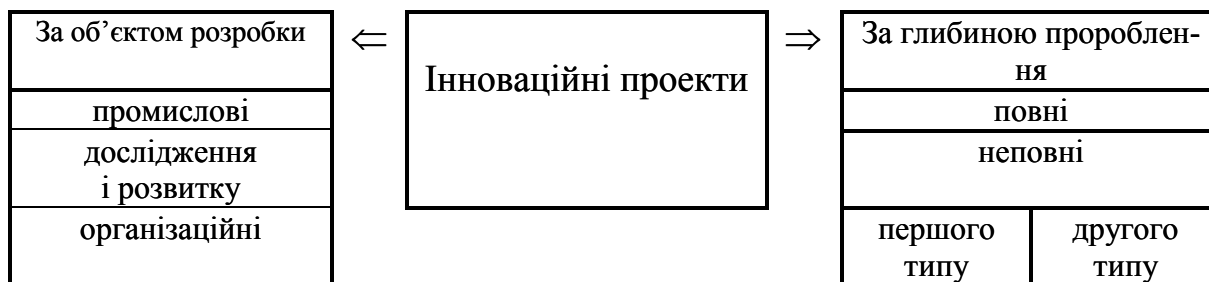 За об’єктом розробки
промислові
дослідження
і розвитку
організаційні
⇐
Інноваційні проекти
⇒
За глибиною пророблен-
ня
повні
неповні
першого
типу
другого
типу